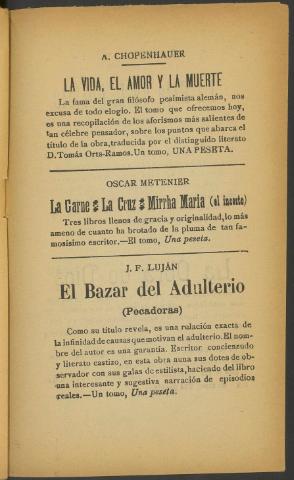 A. CHOPENHAUER
LA VIDA, EL AMOR Y LA MUERTE
La fama del gran filósofo pesimista alemán, nos
excusa de todo elogio. El tomo que ofrecemos hoy,
es una recopilación de los aforismos más salientes de
tan célebre pensador, sobre los puntos que abarca el
título de la obra, traducida por el distinguido literato
D. Tomás Orts-Ramos. Un tomo, UNA PESETA.
OSCAR METENIER
La Garne * La Cruz * Mirrha Maria (el incesto)
Tres libros llenos de gracia y originalidad, lo más
ameno de cuanto ha brotado de la pluma de tan fa-
mosísimo escritor.—El tomo, Una peseta.
J. F. LUJÁN
El Bazar del Adulterio
(Pecadoras)
Como su título revela, es una relación exacta de
la infinidad de causas que motivan el adulterio. El nom-
bre del autor es una garantía. Escritor concienzudo
y literato castizo, en esta obra auna sus dotes de ob-
servador con sus galas de estilista, haciendo del libro
una interesante y sugestiva narración de episodios
reales.—Un tomo, Una peseta.